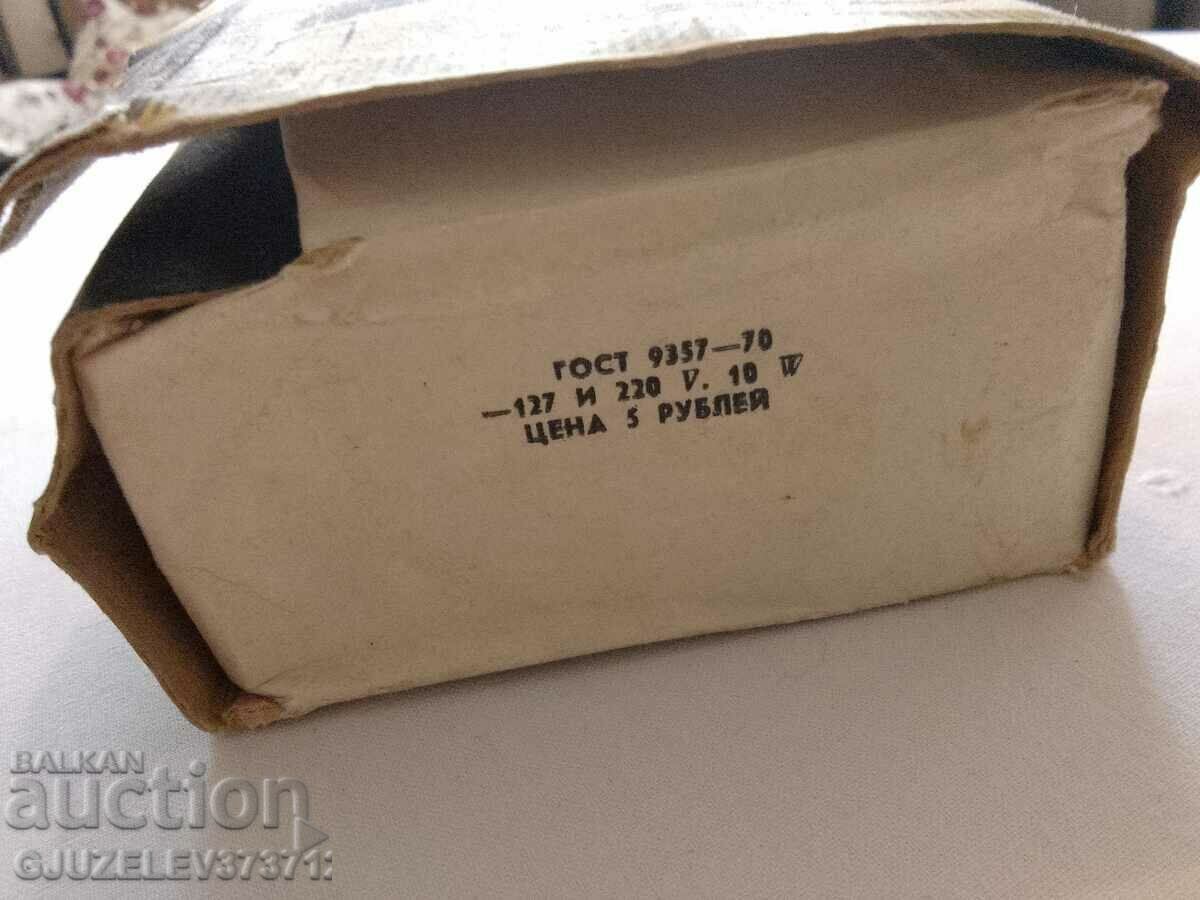 ГОСТ 9357—70
—127 И 220 V. 10 W
ЦЕНА 5 РУБЛЕЙ
BALKAN
auction